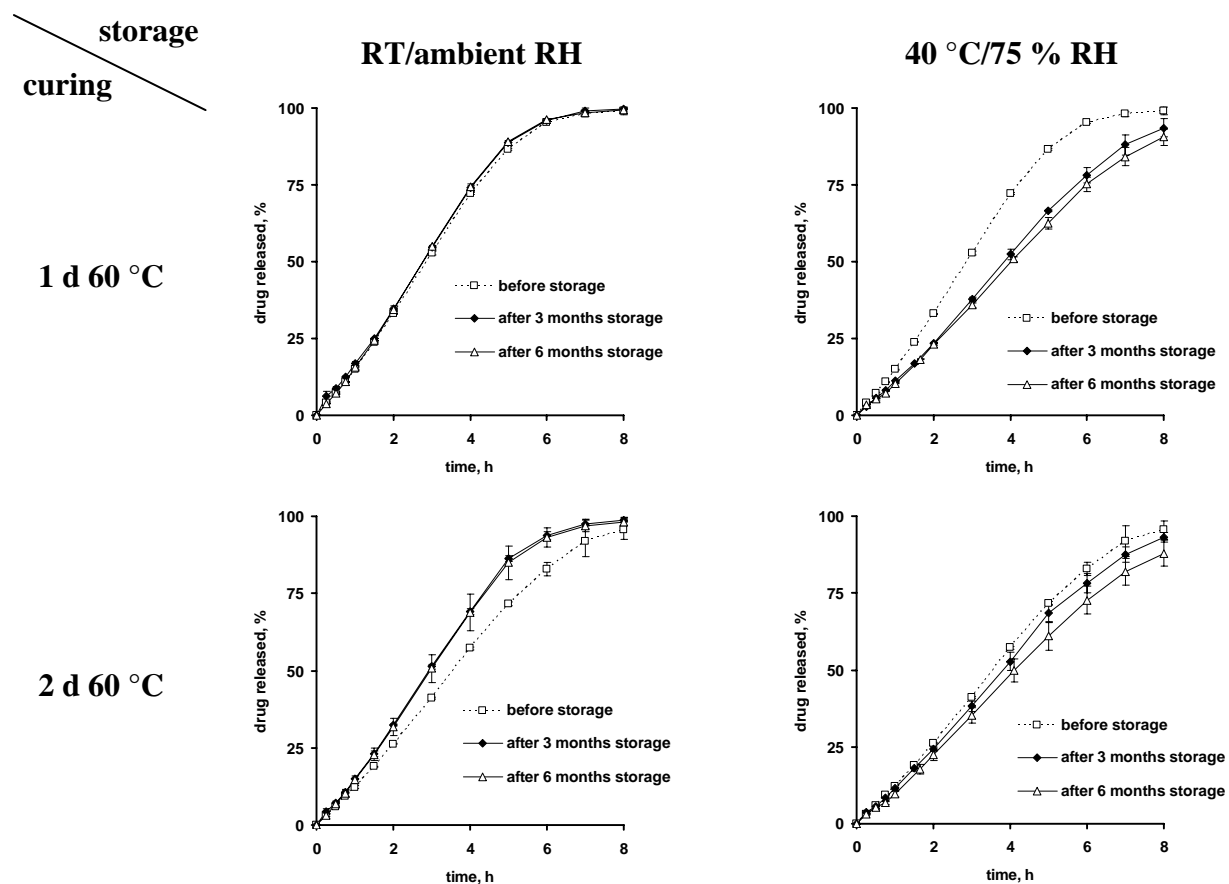 storage
curing
RT/ambient RH
40 °C/75 % RH
1 d 60 °C
drug released, %
100
75
50
25
0
before storage
after 3 months storage
after 6 months storage
0 2 4 6 8
time, h
drug released, %
100
75
50
25
0
before storage
after 3 months storage
after 6 months storage
0 2 4 6 8
time, h
2 d 60 °C
drug released, %
100
75
50
25
0
before storage
after 3 months storage
after 6 months storage
0 2 4 6 8
time, h
drug released, %
100
75
50
25
0
before storage
after 3 months storage
after 6 months storage
0 2 4 6 8
time, h